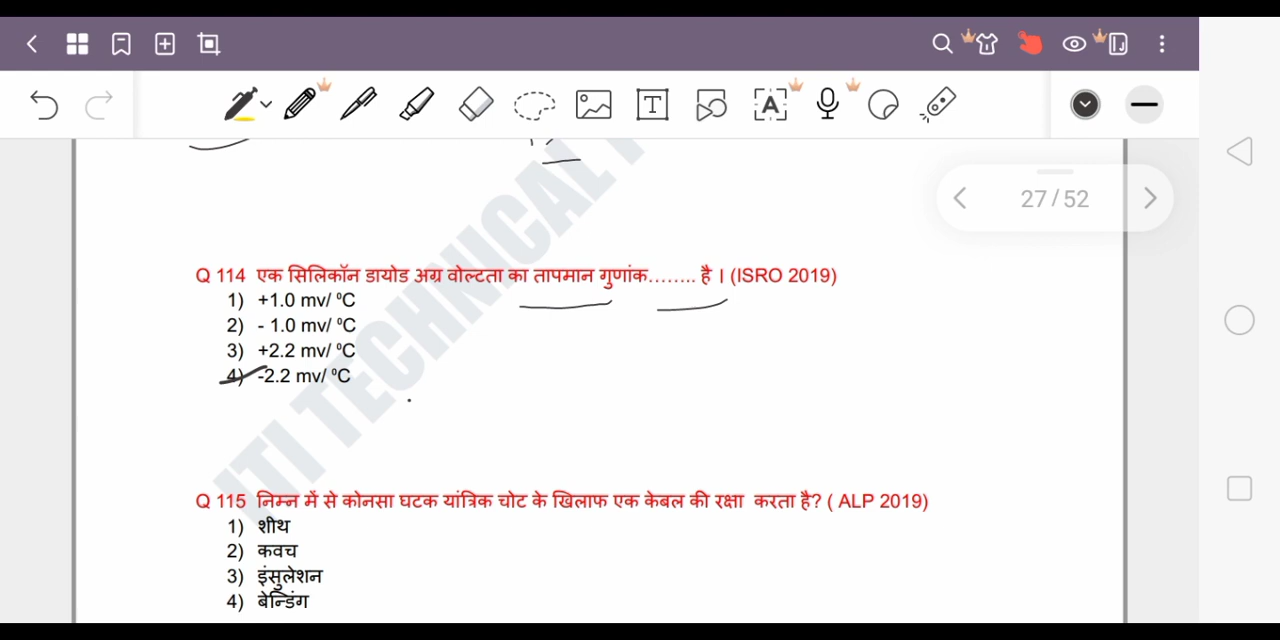 27/52
Q 114 एक सिलिकॉन डायोड अग्र वोल्टता का तापमान गुणांक........ है । (ISRO 2019)
1) +1.0 mv/ ⁰C
2) - 1.0 mv/ ⁰C
3) +2.2 mv/ ⁰C
4) -2.2 mv/ ⁰C
ITI TECHNICAL
Q 115 निम्न में से कोनसा घटक यांत्रिक चोट के खिलाफ एक केबल की रक्षा करता है? ( ALP 2019)
1) शीथ
2) कवच
3) इंसुलेशन
4) बेन्डिंग